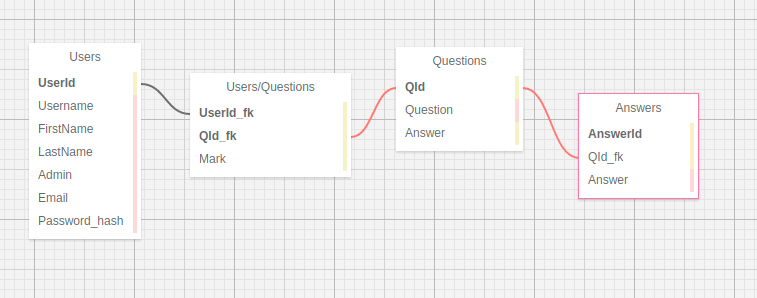 Users
UserId
Username
FirstName
LastName
Admin
Email
Password_hash
Users/Questions
UserId_fk
QId_fk
Mark
Questions
QId
Question
Answer
Answers
AnswerId
QId_fk
Answer